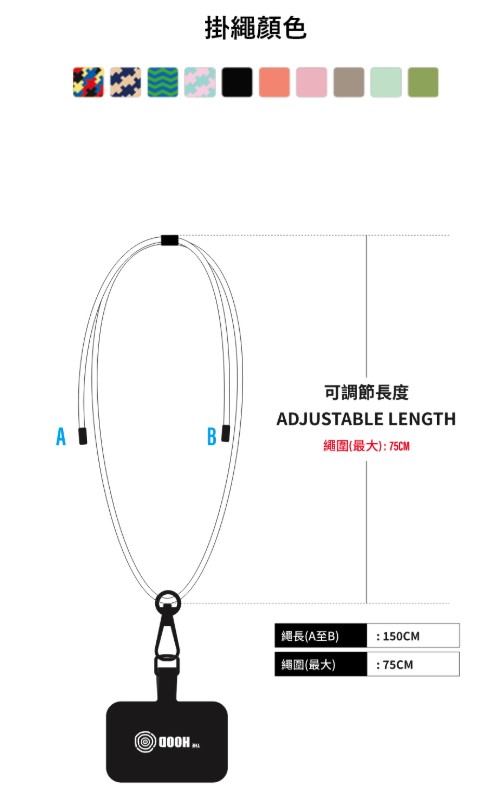 掛繩顏色
可調節長度
ADJUSTABLE LENGTH
繩圍(最大) : 75CM
A
B
繩長(A至B) : 150CM
繩圍(最大) : 75CM
THE HOOD